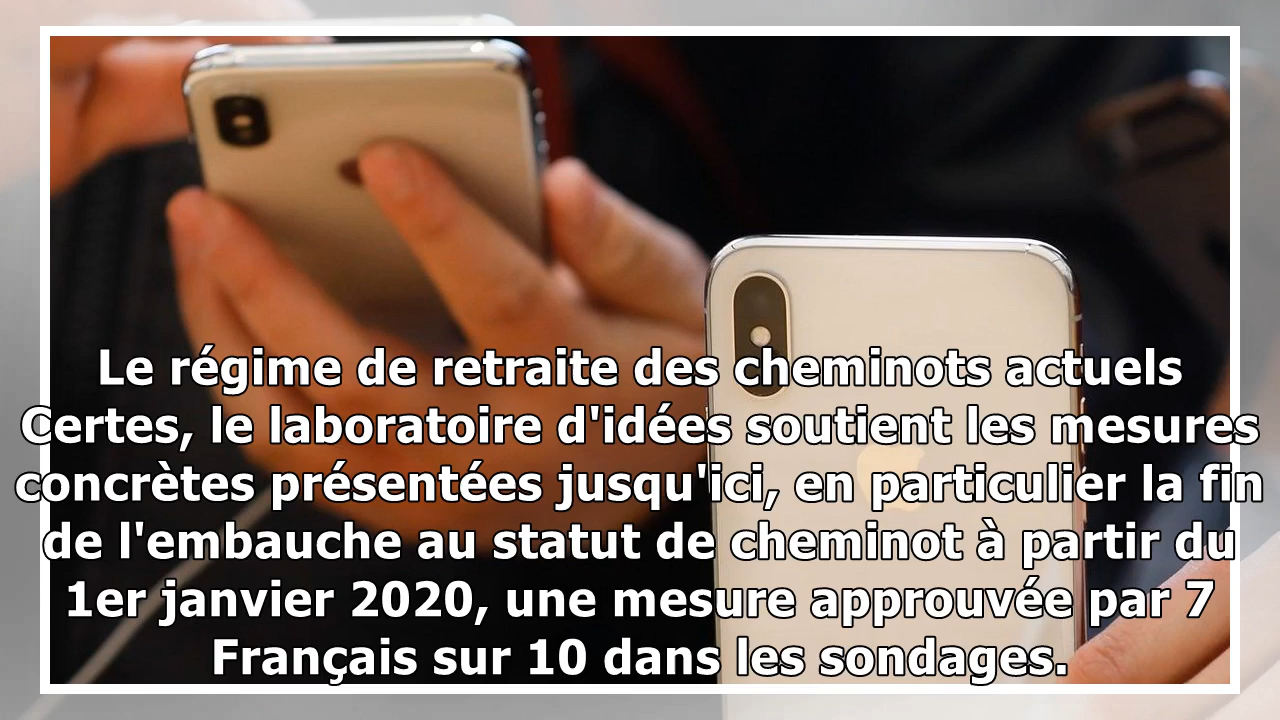 Le régime de retraite des cheminots actuels
Certes, le laboratoire d'idées soutient les mesures
concrètes présentées jusqu'ici, en particulier la fin
de l'embauche au statut de cheminot à partir du
1er janvier 2020, une mesure approuvée par 7
Français sur 10 dans les sondages.